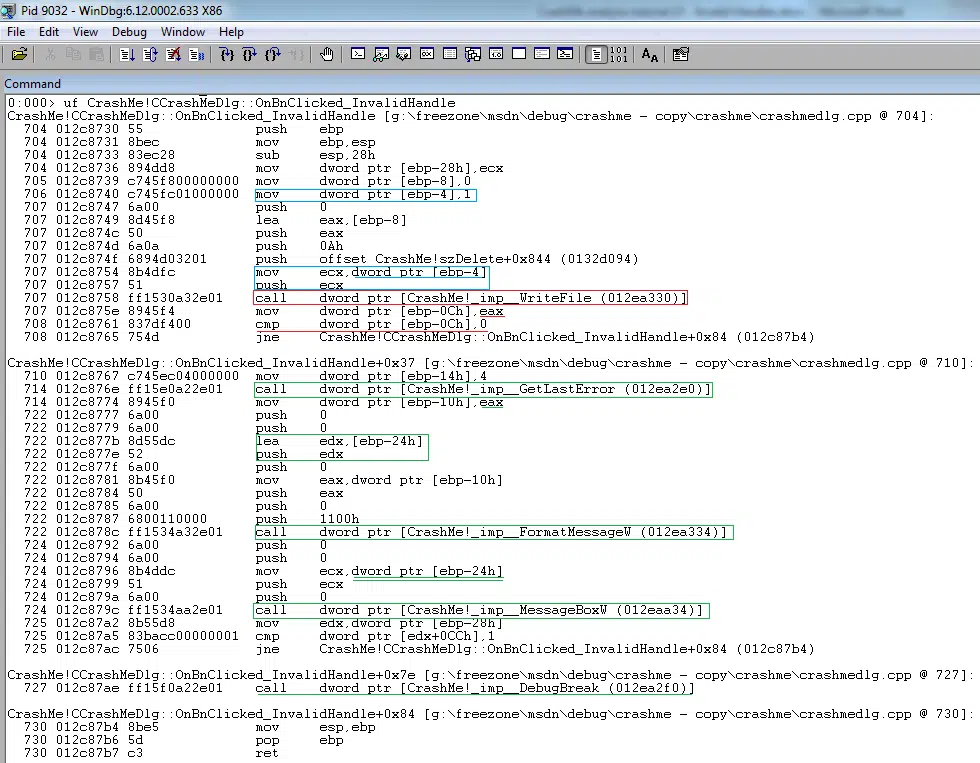 Pid 9032 - WinDbg:6.12.0002.633 X86
File Edit View Debug Window Help
Command
0:000> uf CrashMe!CCrashMeDlg::OnBnClicked_InvalidHandle
CrashMe!CCrashMeDlg::OnBnClicked_InvalidHandle [g:\freezone\msdn\debug\crashme - copy\crashme\crashmedlg.cpp @ 704]:
704 012c8730 55 push ebp
704 012c8731 8bec mov ebp,esp
704 012c8733 83ec28 sub esp,28h
704 012c8736 894dd8 mov dword ptr [ebp-28h],ecx
705 012c8739 c745f800000000 mov dword ptr [ebp-8],0
706 012c8740 c745fc01000000 mov dword ptr [ebp-4],1
707 012c8747 6a00 push 0
707 012c8749 8d45f8 lea eax,[ebp-8]
707 012c874c 50 push eax
707 012c874d 6a0a push 0Ah
707 012c874f 6894d03201 push offset CrashMe!szDelete+0x844 (0132d094)
707 012c8754 8b4dfc mov ecx,dword ptr [ebp-4]
707 012c8757 51 push ecx
707 012c8758 ff1530a32e01 call dword ptr [CrashMe!_imp__WriteFile (012ea330)]
707 012c875e 8945f4 mov dword ptr [ebp-0Ch],eax
708 012c8761 837df400 cmp dword ptr [ebp-0Ch],0
708 012c8765 754d jne CrashMe!CCrashMeDlg::OnBnClicked_InvalidHandle+0x84 (012c87b4)
CrashMe!CCrashMeDlg::OnBnClicked_InvalidHandle+0x37 [g:\freezone\msdn\debug\crashme - copy\crashme\crashmedlg.cpp @ 710]:
710 012c8767 c745ec04000000 mov dword ptr [ebp-14h],4
714 012c876e ff15e0a22e01 call dword ptr [CrashMe!_imp__GetLastError (012ea2e0)]
714 012c8774 8945f0 mov dword ptr [ebp-10h],eax
722 012c8777 6a00 push 0
722 012c8779 6a00 push 0
722 012c877b 8d55dc lea edx,[ebp-24h]
722 012c877e 52 push edx
722 012c877f 6a00 push 0
722 012c8781 8b45f0 mov eax,dword ptr [ebp-10h]
722 012c8784 50 push eax
722 012c8785 6a00 push 0
722 012c8787 6800110000 push 1100h
722 012c878c ff1534a32e01 call dword ptr [CrashMe!_imp__FormatMessageW (012ea334)]
724 012c8792 6a00 push 0
724 012c8794 6a00 push 0
724 012c8796 8b4ddc mov ecx,dword ptr [ebp-24h]
724 012c8799 51 push ecx
724 012c879a 6a00 push 0
724 012c879c ff1534aa2e01 call dword ptr [CrashMe!_imp__MessageBoxW (012eaa34)]
725 012c87a2 8b55d8 mov edx,dword ptr [ebp-28h]
725 012c87a5 83bacc00000001 cmp dword ptr [edx+0CCh],1
725 012c87ac 7506 jne CrashMe!CCrashMeDlg::OnBnClicked_InvalidHandle+0x84 (012c87b4)
CrashMe!CCrashMeDlg::OnBnClicked_InvalidHandle+0x7e [g:\freezone\msdn\debug\crashme - copy\crashme\crashmedlg.cpp @ 727]:
727 012c87ae ff15f0a22e01 call dword ptr [CrashMe!_imp__DebugBreak (012ea2f0)]
CrashMe!CCrashMeDlg::OnBnClicked_InvalidHandle+0x84 [g:\freezone\msdn\debug\crashme - copy\crashme\crashmedlg.cpp @ 730]:
730 012c87b4 8be5 mov esp,ebp
730 012c87b6 5d pop ebp
730 012c87b7 c3 ret